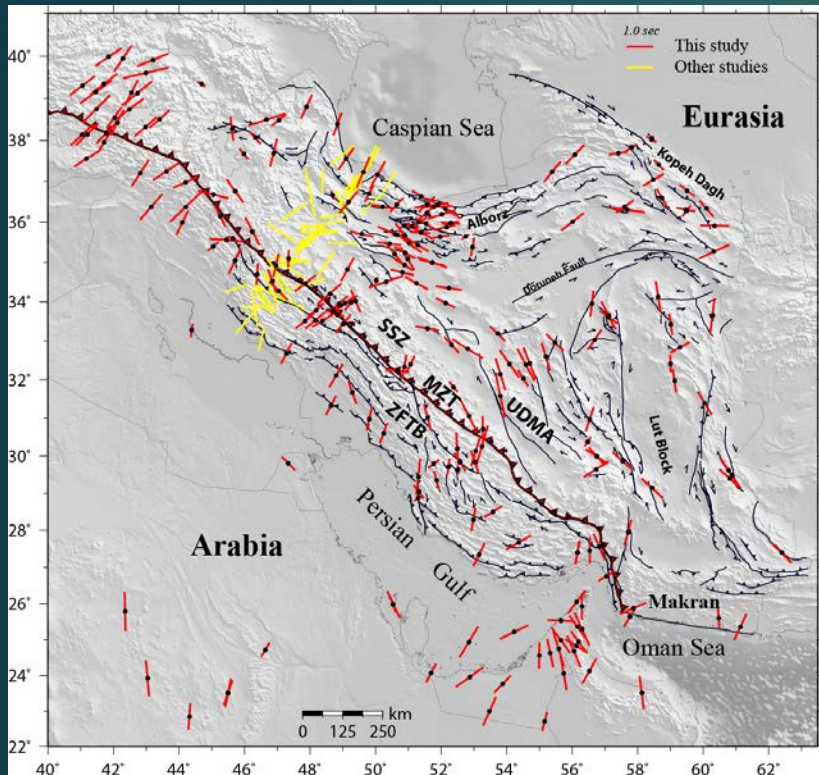 1.0 sec
This study
Other studies
Eurasia
Caspian Sea
Kopeh Dagh
Alborz
Doruneh Fault
SSZ
MZT
UDMA
ZFTB
Lut Block
Persian
Gulf
Arabia
Makran
Oman Sea
km
0 125 250
40°
38°
36°
34°
32°
30°
28°
26°
24°
22°
40° 42° 44° 46° 48° 50° 52° 54° 56° 58° 60° 62°